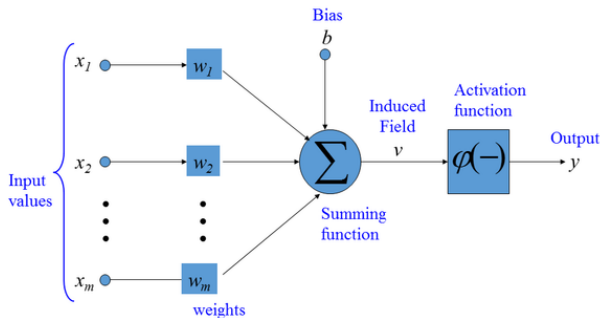 Bias
b
x1
w1
Activation
function
Induced
Field
v
φ(−)
Output
y
Input
values
x2
w2
∑
Summing
function
xm
wm
weights